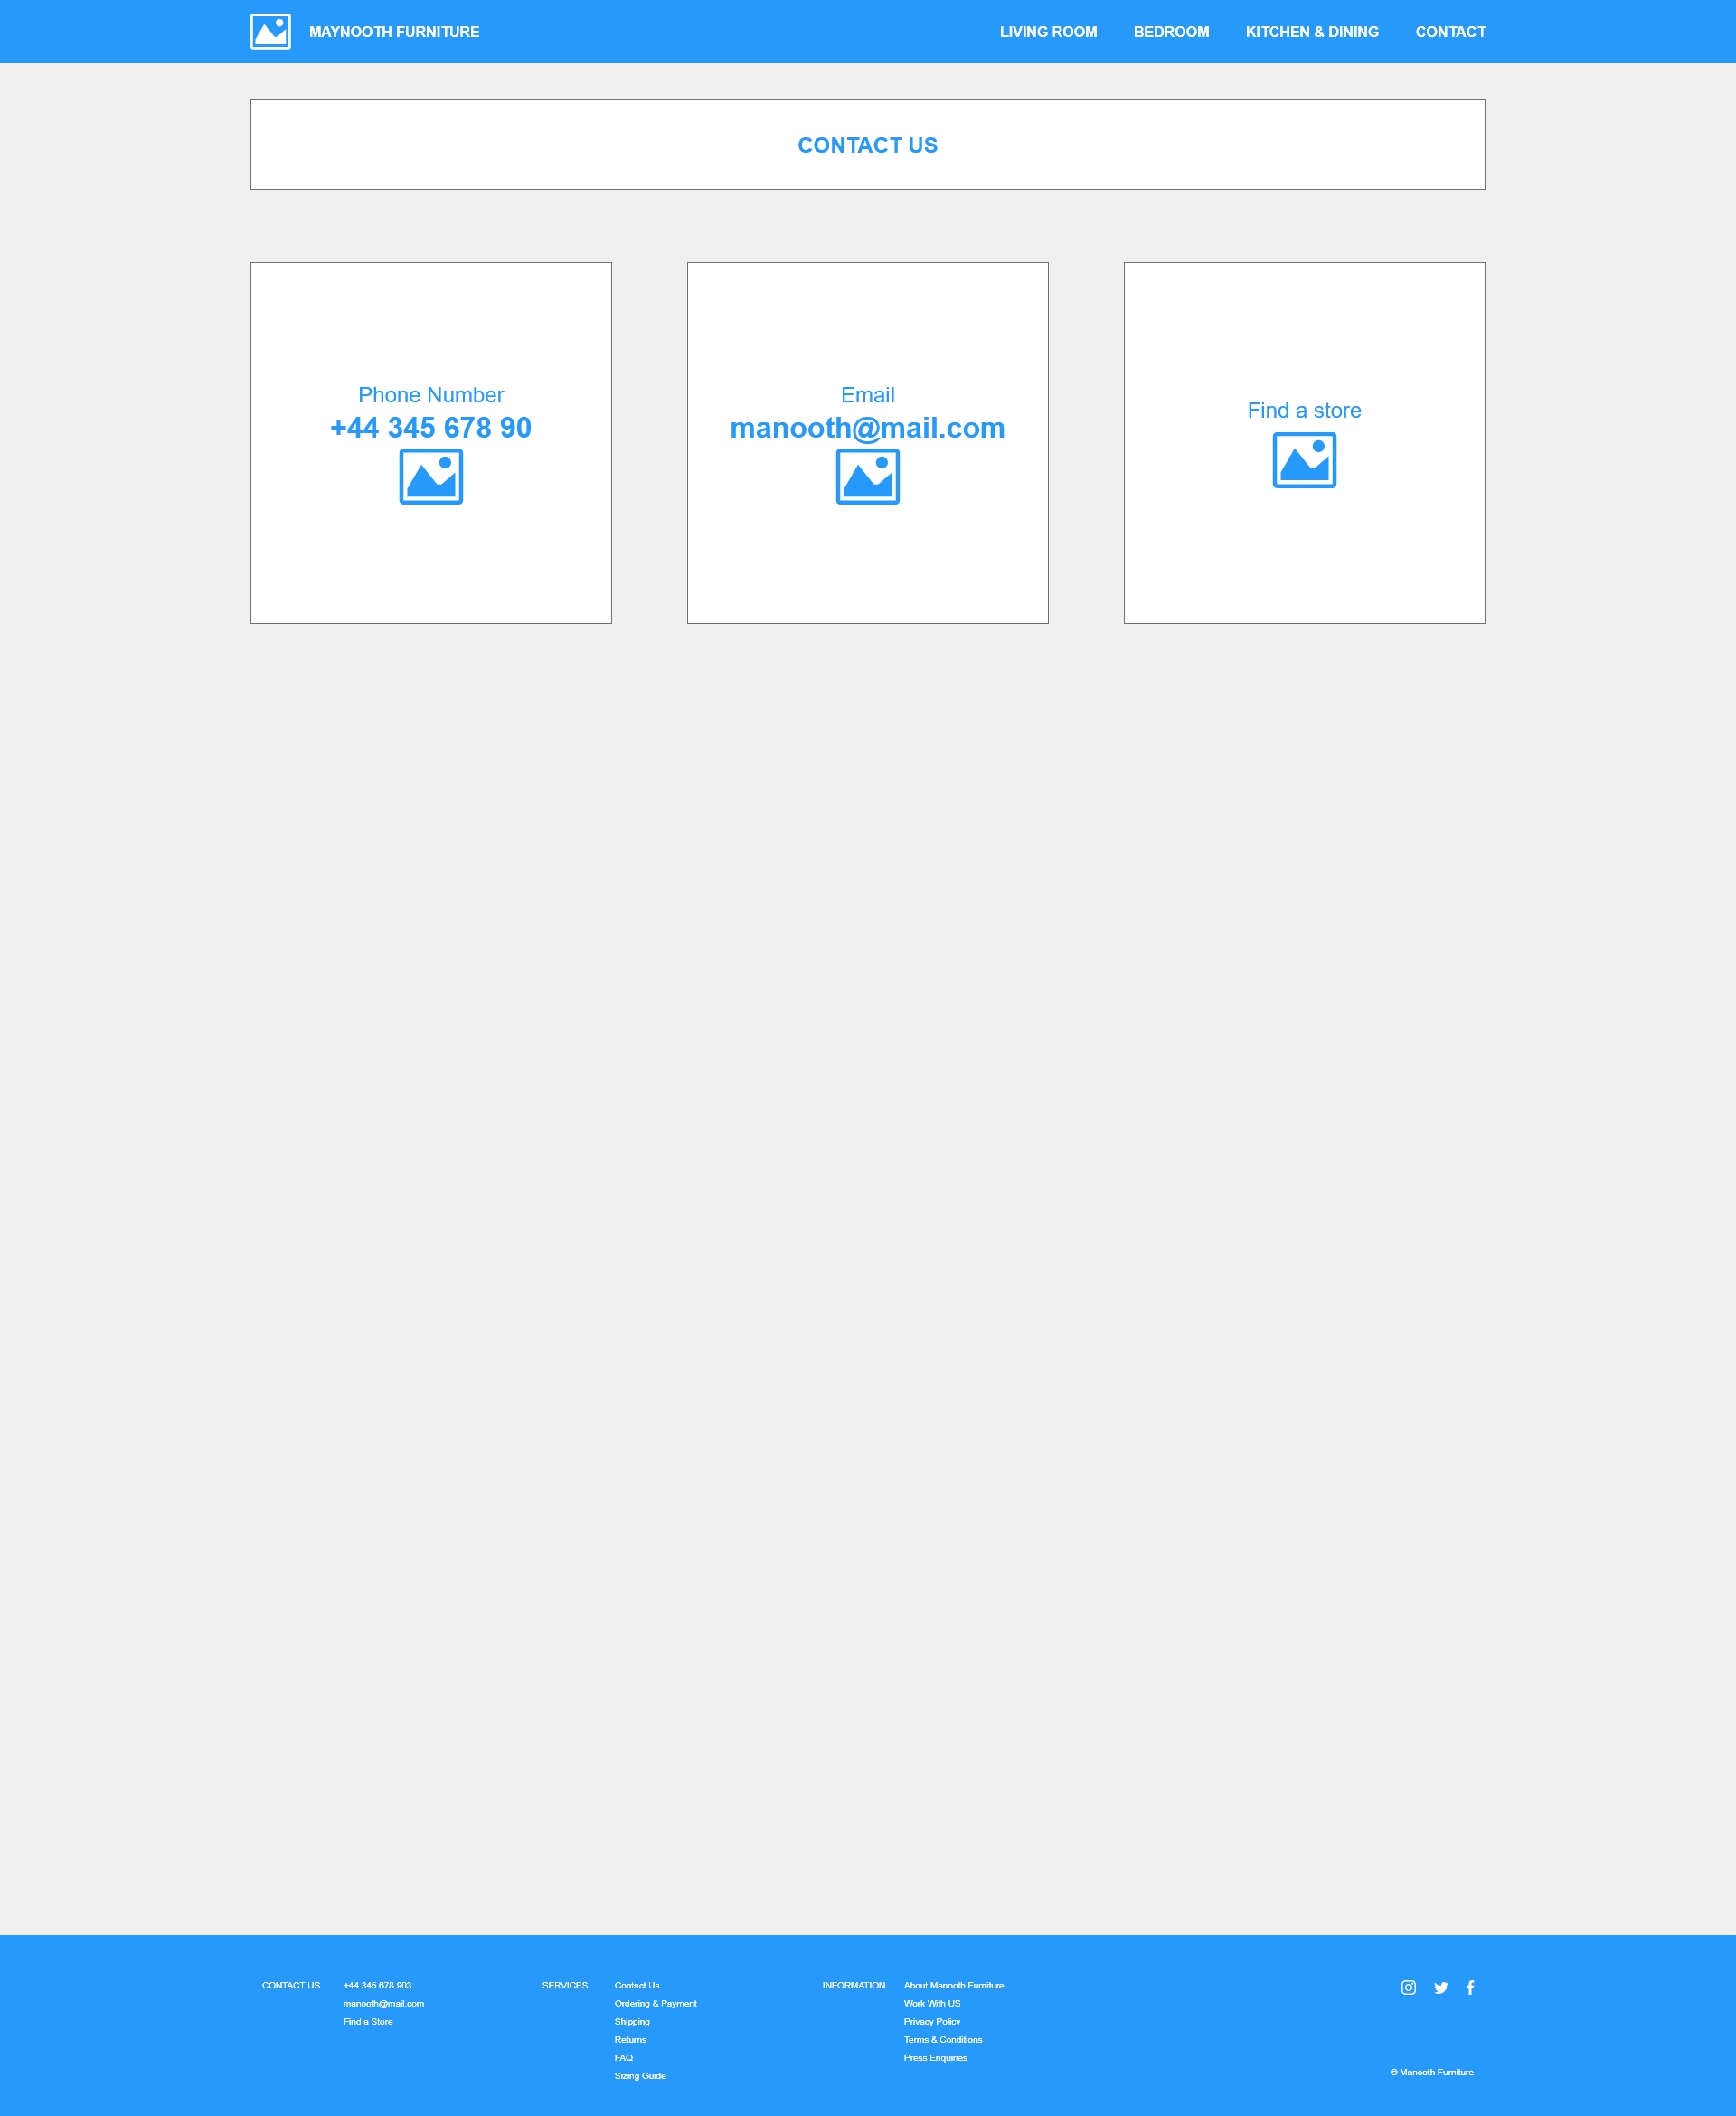 MAYNOOTH FURNITURE
LIVING ROOM
BEDROOM
KITCHEN & DINING
CONTACT
CONTACT US
Phone Number
+44 345 678 90
Email
manooth@mail.com
Find a store
CONTACT US
+44 345 678 903
manooth@mail.com
Find a Store
SERVICES
Contact Us
Ordering & Payment
Shipping
Returns
FAQ
Sizing Guide
INFORMATION
About Manooth Furniture
Work With US
Privacy Policy
Terms & Conditions
Press Enquiries
© Manooth Furniture